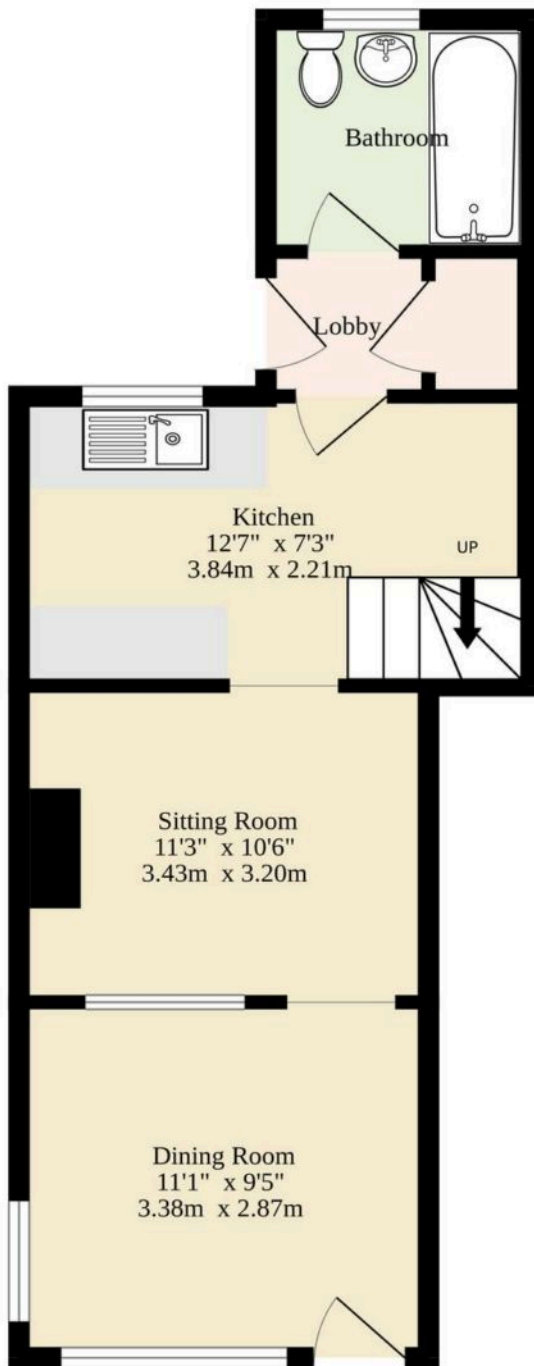 Bathroom
Lobby
Kitchen
12'7" x 7'3"
3.84m x 2.21m
UP
Sitting Room
11'3" x 10'6"
3.43m x 3.20m
Dining Room
11'1" x 9'5"
3.38m x 2.87m